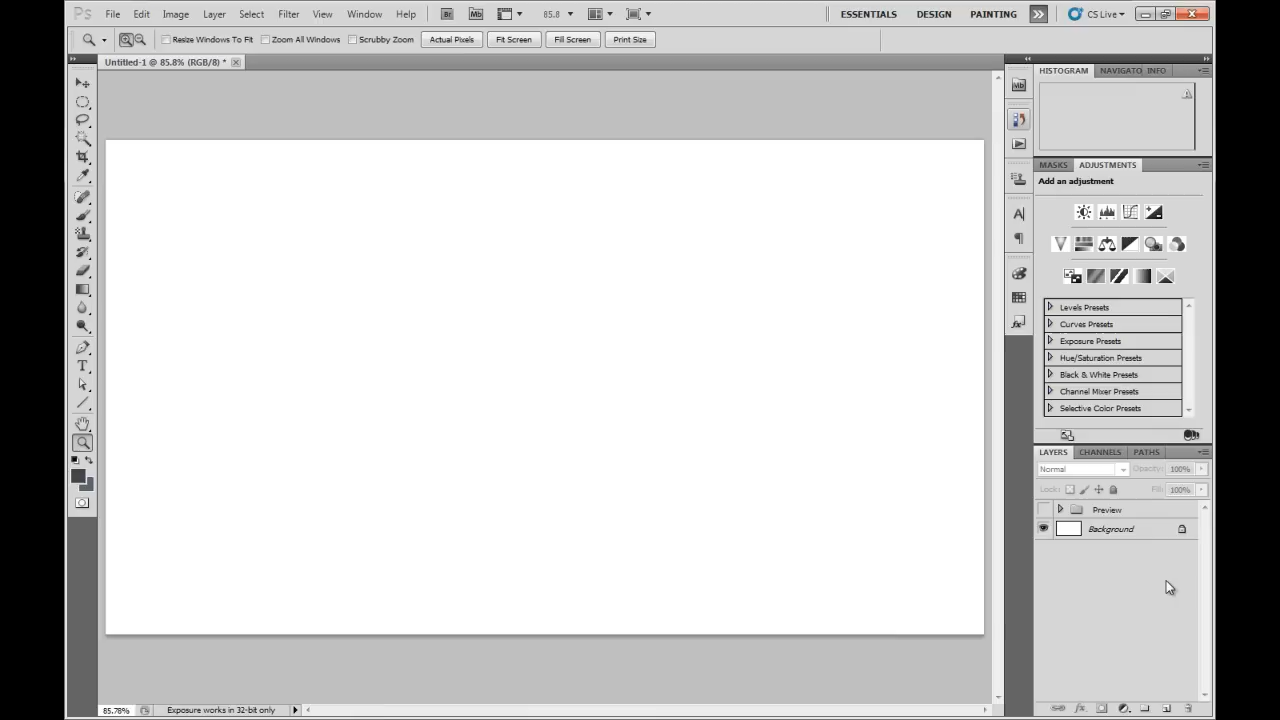 Ps File Edit Image Layer Select Filter View Window Help Br Mb 85.8 ESSENTIALS DESIGN PAINTING CS Live
Resize Windows To Fit Zoom All Windows Scrubby Zoom Actual Pixels Fit Screen Fill Screen Print Size
Untitled-1 @ 85.8% (RGB/8) *
HISTOGRAM NAVIGATO INFO
Mb
MASKS ADJUSTMENTS
Add an adjustment
Levels Presets
Curves Presets
Exposure Presets
Hue/Saturation Presets
Black & White Presets
Channel Mixer Presets
Selective Color Presets
LAYERS CHANNELS PATHS
Normal Opacity: 100%
Lock: Fill: 100%
Preview
Background
85.78% Exposure works in 32-bit only